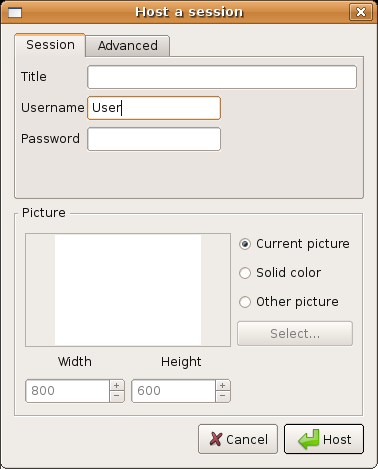 Host a session
Session Advanced
Title
Username User
Password
Picture
Current picture
Solid color
Other picture
Select...
Width Height
800 600
Cancel Host